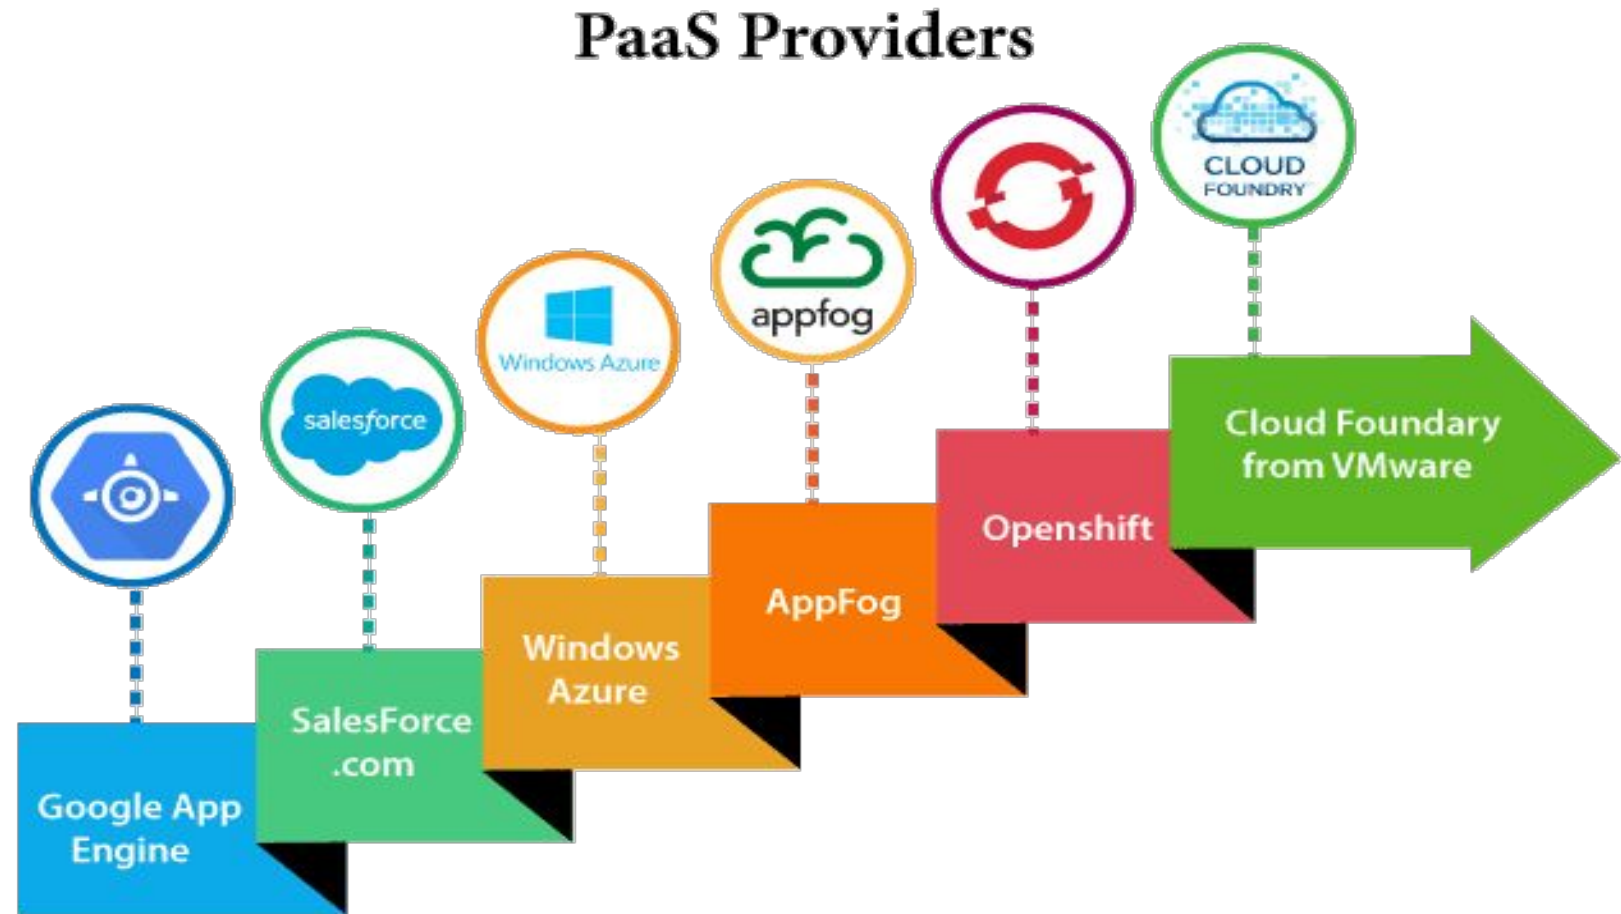 PaaS Providers
CLOUD
FOUNDRY
appfog
Windows Azure
salesforce
Cloud Foundary
from VMware
Openshift
AppFog
Windows
Azure
SalesForce
.com
Google App
Engine